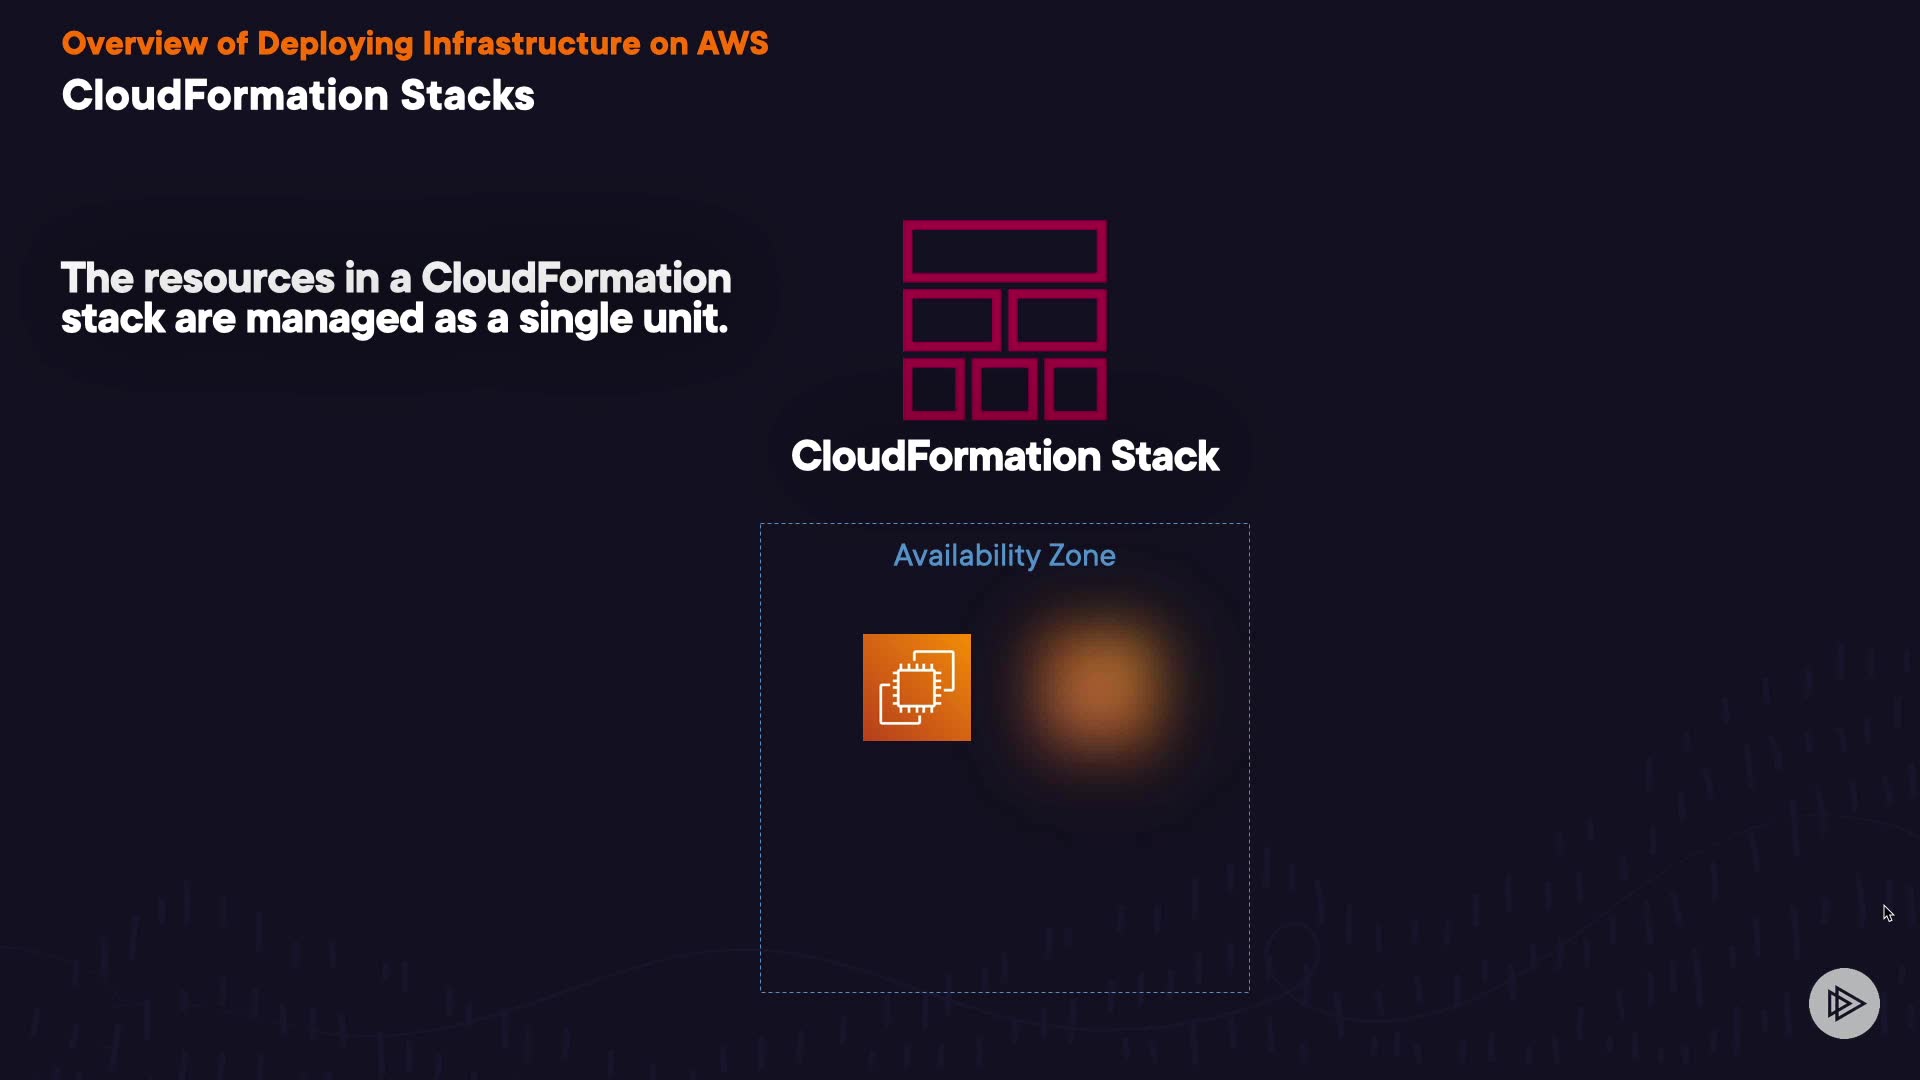 Overview of Deploying Infrastructure on AWS
CloudFormation Stacks
The resources in a CloudFormation
stack are managed as a single unit.
CloudFormation Stack
Availability Zone